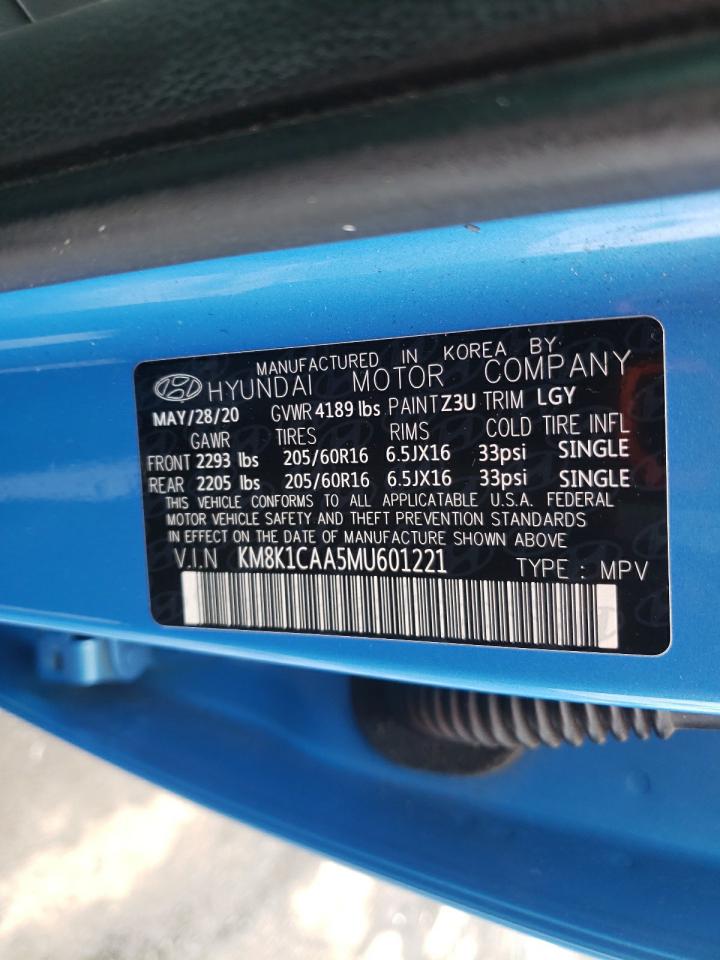 MANUFACTURED IN KOREA BY
HYUNDAI MOTOR COMPANY
MAY/28/20 GVWR 4189 lbs PAINT Z3U TRIM LGY
GAWR TIRES RIMS COLD TIRE INFL
FRONT 2293 lbs 205/60R16 6.5JX16 33psi SINGLE
REAR 2205 lbs 205/60R16 6.5JX16 33psi SINGLE
THIS VEHICLE CONFORMS TO ALL APPLICATABLE U.S.A. FEDERAL
MOTOR VEHICLE SAFETY AND THEFT PREVENTION STANDARDS
IN EFFECT ON THE DATE OF MANUFACTURE SHOWN ABOVE
V.I.N KM8K1CAA5MU601221 TYPE : MPV